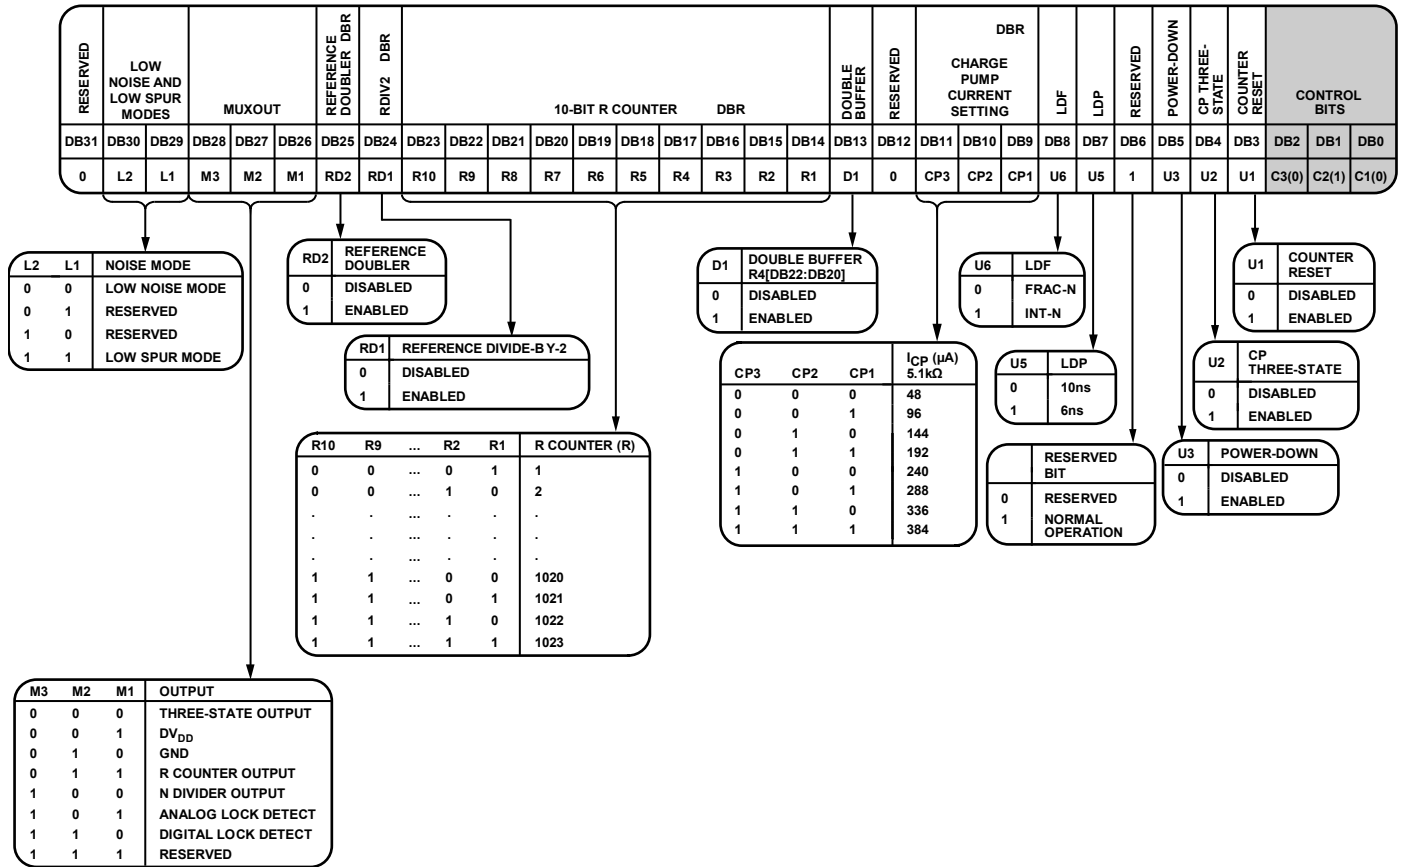 RESERVED
LOW
NOISE AND
LOW SPUR
MODES
MUXOUT
REFERENCE
DOUBLER DBR
RDIV2 DBR
10-BIT R COUNTER DBR
DOUBLE
BUFFER
RESERVED
DBR
CHARGE
PUMP
CURRENT
SETTING
LDF
LDP
RESERVED
POWER-DOWN
CP THREE-
STATE
COUNTER
RESET
CONTROL
BITS
DB31 DB30 DB29 DB28 DB27 DB26 DB25 DB24 DB23 DB22 DB21 DB20 DB19 DB18 DB17 DB16 DB15 DB14 DB13 DB12 DB11 DB10 DB9 DB8 DB7 DB6 DB5 DB4 DB3 DB2 DB1 DB0
0 L2 L1 M3 M2 M1 RD2 RD1 R10 R9 R8 R7 R6 R5 R4 R3 R2 R1 D1 0 CP3 CP2 CP1 U6 U5 1 U3 U2 U1 C3(0) C2(1) C1(0)
L2 L1 NOISE MODE
0 0 LOW NOISE MODE
0 1 RESERVED
1 0 RESERVED
1 1 LOW SPUR MODE
RD2 REFERENCE
DOUBLER
0 DISABLED
1 ENABLED
RD1 REFERENCE DIVIDE-B Y-2
0 DISABLED
1 ENABLED
R10 R9 ... R2 R1 R COUNTER (R)
0 0 ... 0 1 1
0 0 ... 1 0 2
. . ... . . .
. . ... . . .
. . ... . . .
1 1 ... 0 0 1020
1 1 ... 0 1 1021
1 1 ... 1 0 1022
1 1 ... 1 1 1023
D1 DOUBLE BUFFER
R4[DB22:DB20]
0 DISABLED
1 ENABLED
CP3 CP2 CP1 ICP (µA)
5.1kΩ
0 0 0 48
0 0 1 96
0 1 0 144
0 1 1 192
1 0 0 240
1 0 1 288
1 1 0 336
1 1 1 384
U6 LDF
0 FRAC-N
1 INT-N
U5 LDP
0 10ns
1 6ns
RESERVED
BIT
0 RESERVED
1 NORMAL
OPERATION
U1 COUNTER
RESET
0 DISABLED
1 ENABLED
U2 CP
THREE-STATE
0 DISABLED
1 ENABLED
U3 POWER-DOWN
0 DISABLED
1 ENABLED
M3 M2 M1 OUTPUT
0 0 0 THREE-STATE OUTPUT
0 0 1 DVDD
0 1 0 GND
0 1 1 R COUNTER OUTPUT
1 0 0 N DIVIDER OUTPUT
1 0 1 ANALOG LOCK DETECT
1 1 0 DIGITAL LOCK DETECT
1 1 1 RESERVED